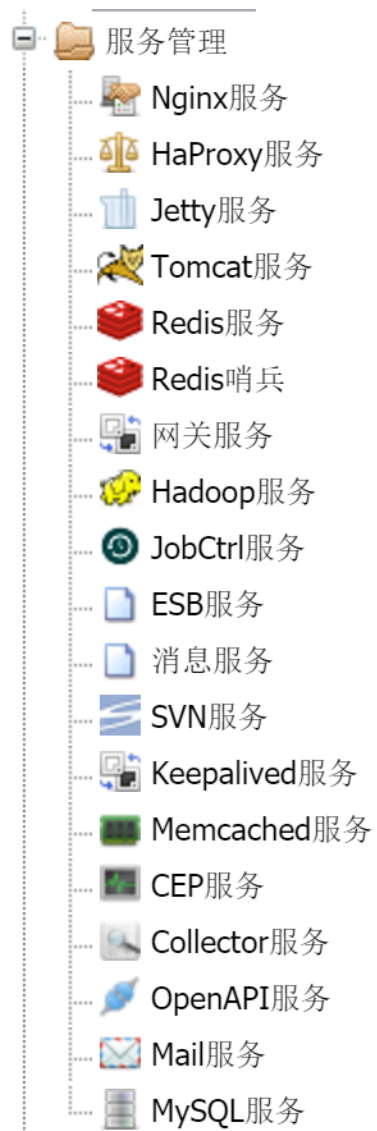 服务管理
Nginx服务
HaProxy服务
Jetty服务
Tomcat服务
Redis服务
Redis哨兵
网关服务
Hadoop服务
JobCtrl服务
ESB服务
消息服务
SVN服务
Keepalived服务
Memcached服务
CEP服务
Collector服务
OpenAPI服务
Mail服务
MySQL服务